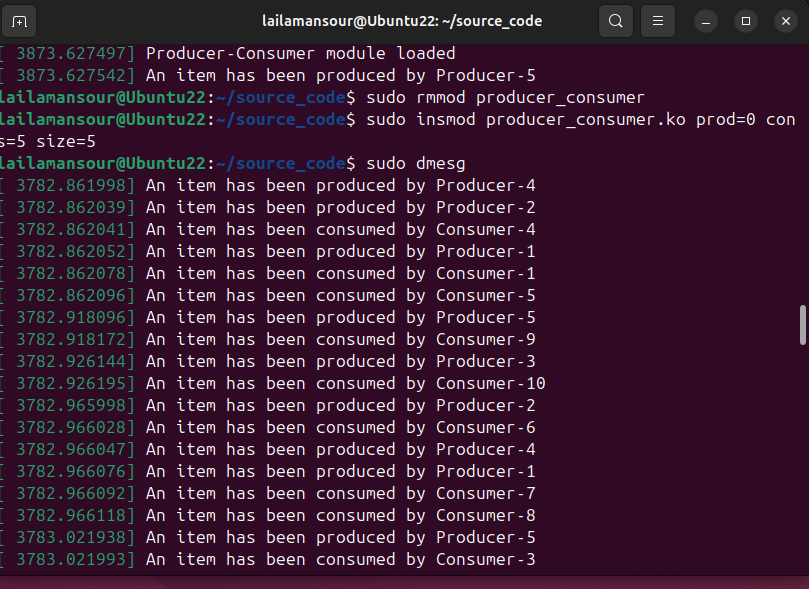 lailamansour@Ubuntu22: ~/source_code
[ 3873.627497] Producer-Consumer module loaded
[ 3873.627542] An item has been produced by Producer-5
lailamansour@Ubuntu22:~/source_code$ sudo rmmod producer_consumer
lailamansour@Ubuntu22:~/source_code$ sudo insmod producer_consumer.ko prod=0 con
s=5 size=5
lailamansour@Ubuntu22:~/source_code$ sudo dmesg
[ 3782.861998] An item has been produced by Producer-4
[ 3782.862039] An item has been produced by Producer-2
[ 3782.862041] An item has been consumed by Consumer-4
[ 3782.862052] An item has been produced by Producer-1
[ 3782.862078] An item has been consumed by Consumer-1
[ 3782.862096] An item has been consumed by Consumer-5
[ 3782.918096] An item has been produced by Producer-5
[ 3782.918172] An item has been consumed by Consumer-9
[ 3782.926144] An item has been produced by Producer-3
[ 3782.926195] An item has been consumed by Consumer-10
[ 3782.965998] An item has been produced by Producer-2
[ 3782.966028] An item has been consumed by Consumer-6
[ 3782.966047] An item has been produced by Producer-4
[ 3782.966076] An item has been produced by Producer-1
[ 3782.966092] An item has been consumed by Consumer-7
[ 3782.966118] An item has been consumed by Consumer-8
[ 3783.021938] An item has been produced by Producer-5
[ 3783.021993] An item has been consumed by Consumer-3